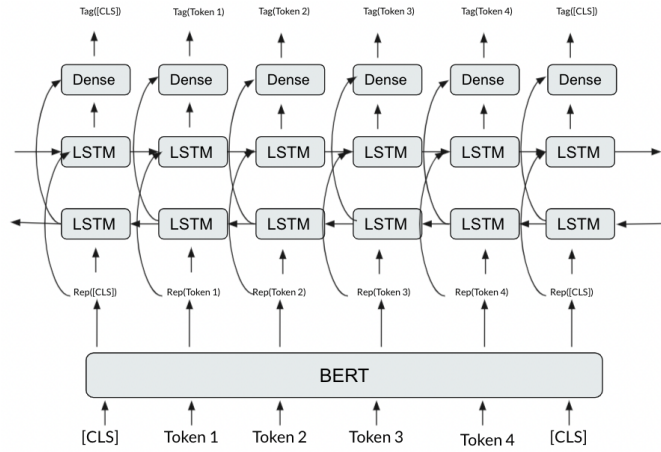 Tag([CLS]) Tag(Token 1) Tag(Token 2) Tag(Token 3) Tag(Token 4) Tag([CLS])
Dense Dense Dense Dense Dense Dense
LSTM LSTM LSTM LSTM LSTM LSTM
LSTM LSTM LSTM LSTM LSTM LSTM
Rep([CLS]) Rep(Token 1) Rep(Token 2) Rep(Token 3) Rep(Token 4) Rep([CLS])
BERT
[CLS] Token 1 Token 2 Token 3 Token 4 [CLS]